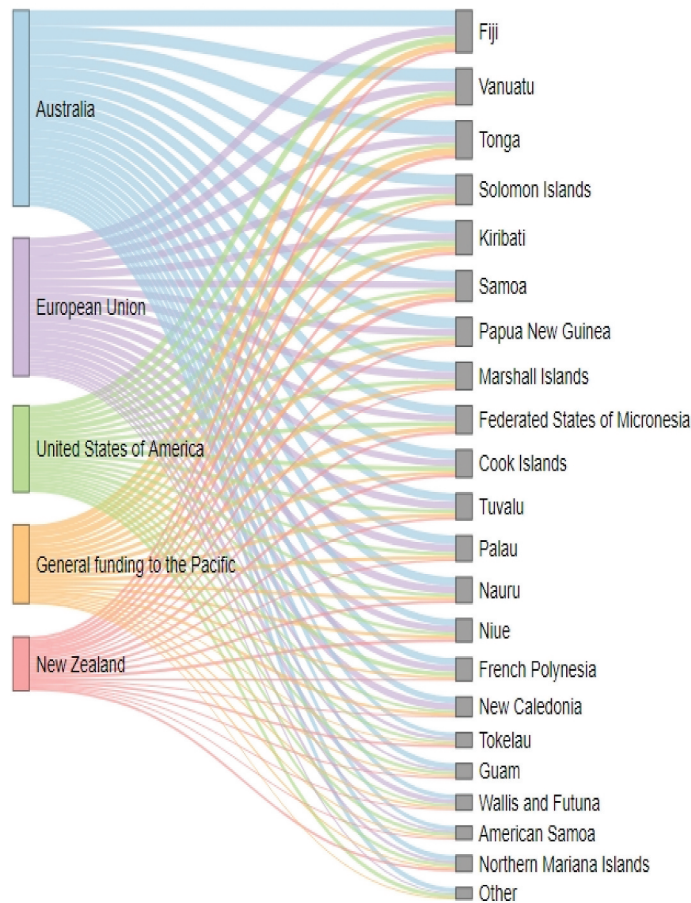 Australia
European Union
United States of America
General funding to the Pacific
New Zealand
Fiji
Vanuatu
Tonga
Solomon Islands
Kiribati
Samoa
Papua New Guinea
Marshall Islands
Federated States of Micronesia
Cook Islands
Tuvalu
Palau
Nauru
Niue
French Polynesia
New Caledonia
Tokelau
Guam
Wallis and Futuna
American Samoa
Northern Mariana Islands
Other